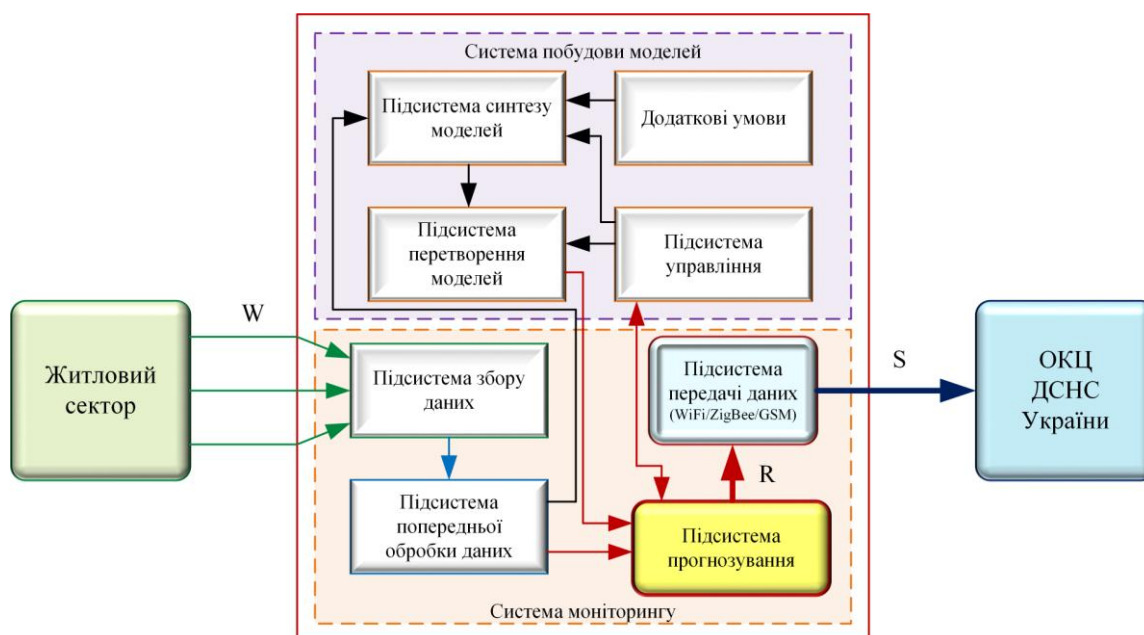 Система побудови моделей
Підсистема синтезу
моделей
Додаткові умови
Підсистема
перетворення
моделей
Підсистема
управління
W
Житловий
сектор
Підсистема збору
даних
Підсистема
передачі даних
(WiFi/ZigBee/GSM)
S
ОКЦ
ДСНС
України
R
Підсистема
попередньої
обробки даних
Підсистема
прогнозування
Система моніторингу